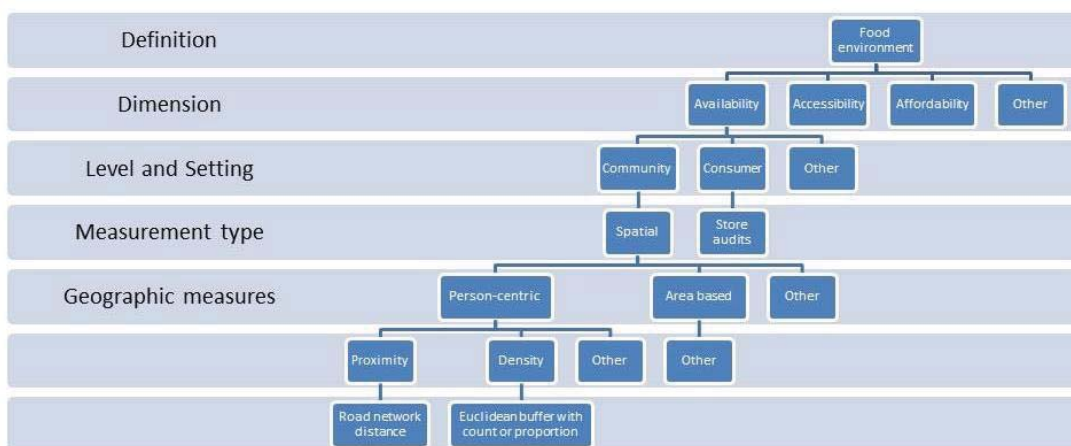 Definition
Food
environment
Dimension
Availability
Accessibility
Affordability
Other
Level and Setting
Community
Consumer
Other
Measurement type
Spatial
Store
audits
Geographic measures
Person-centric
Area based
Other
Proximity
Density
Other
Other
Road network
distance
Euclidean buffer with
count or proportion